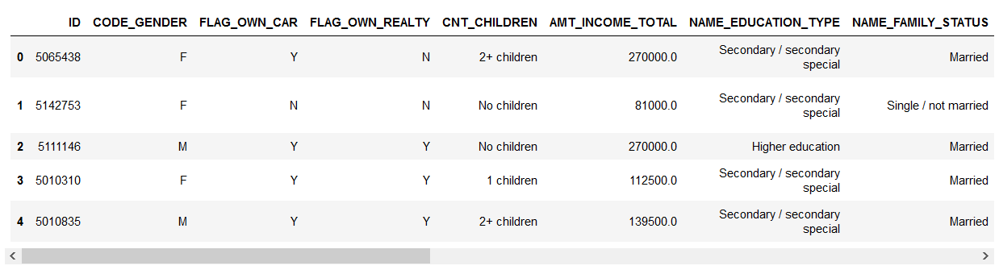 ID CODE_GENDER FLAG_OWN_CAR FLAG_OWN_REALTY CNT_CHILDREN AMT_INCOME_TOTAL NAME_EDUCATION_TYPE NAME_FAMILY_STATUS
0 5065438 F Y N 2+ children 270000.0 Secondary / secondary special Married
1 5142753 F N N No children 81000.0 Secondary / secondary special Single / not married
2 5111146 M Y Y No children 270000.0 Higher education Married
3 5010310 F Y Y 1 children 112500.0 Secondary / secondary special Married
4 5010835 M Y Y 2+ children 139500.0 Secondary / secondary special Married